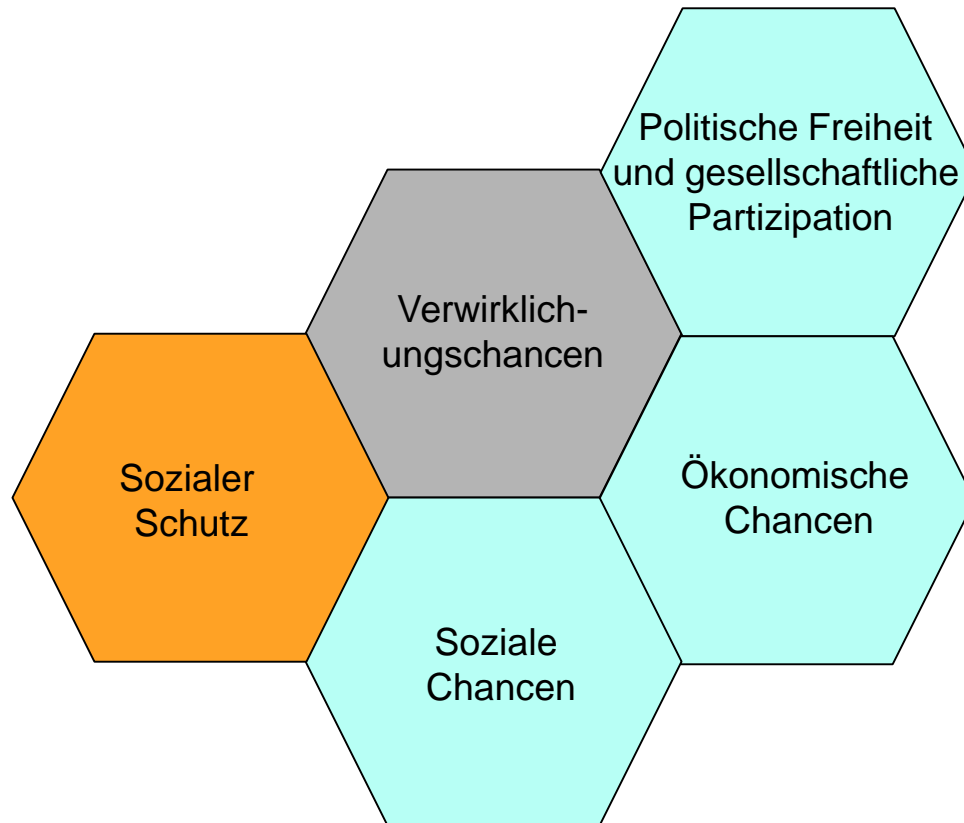 Politische Freiheit
und gesellschaftliche
Partizipation
Verwirklich-
ungschancen
Sozialer
Schutz
Ökonomische
Chancen
Soziale
Chancen